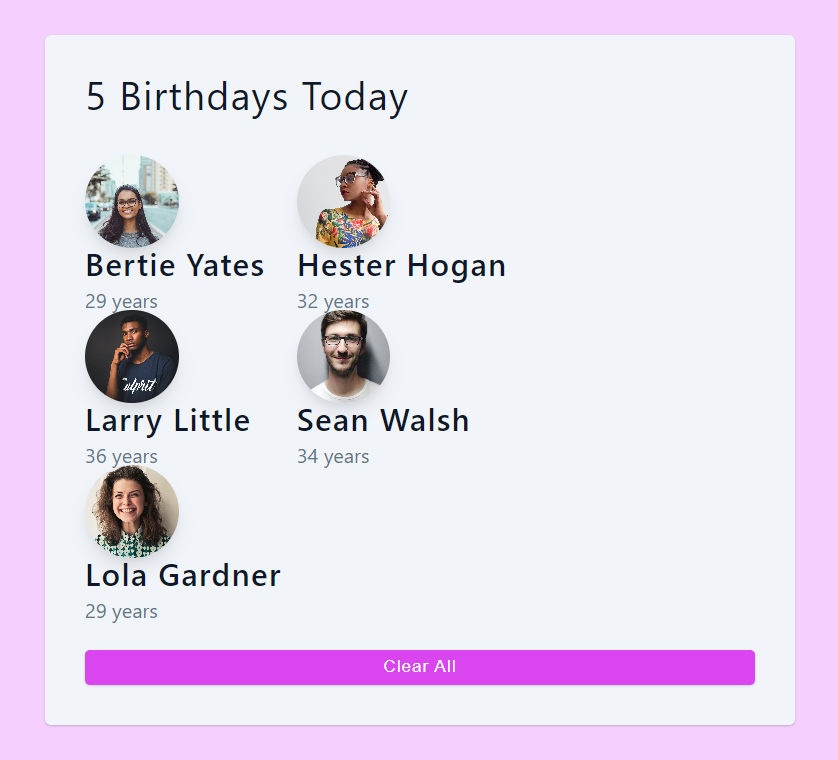 5 Birthdays Today
Bertie Yates
29 years
Hester Hogan
32 years
Larry Little
36 years
Sean Walsh
34 years
Lola Gardner
29 years
Clear All